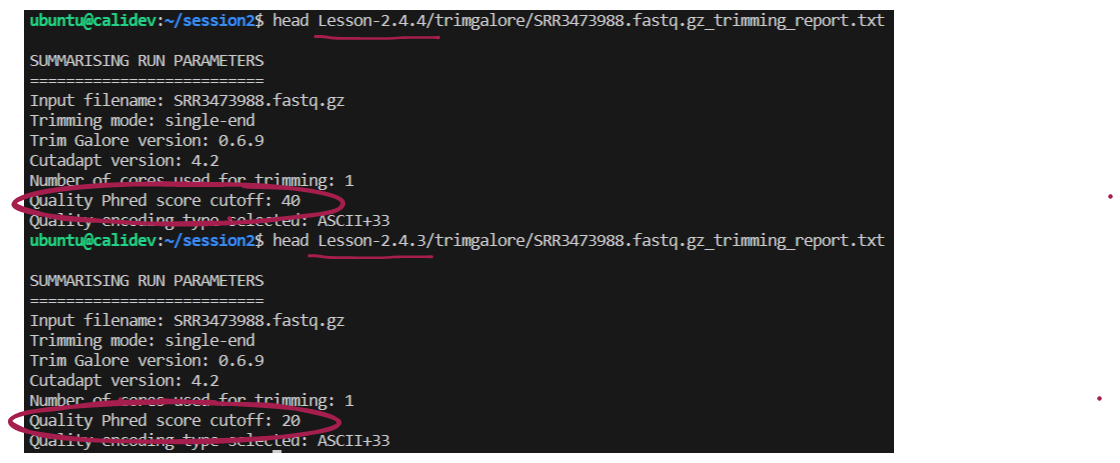 ubuntu@calidev:~/session2$ head Lesson-2.4.4/trimgalore/SRR3473988.fastq.gz_trimming_report.txt
SUMMARISING RUN PARAMETERS
==========================
Input filename: SRR3473988.fastq.gz
Trimming mode: single-end
Trim Galore version: 0.6.9
Cutadapt version: 4.2
Number of cores used for trimming: 1
Quality Phred score cutoff: 40
Quality encoding type selected: ASCII+33
ubuntu@calidev:~/session2$ head Lesson-2.4.3/trimgalore/SRR3473988.fastq.gz_trimming_report.txt
SUMMARISING RUN PARAMETERS
==========================
Input filename: SRR3473988.fastq.gz
Trimming mode: single-end
Trim Galore version: 0.6.9
Cutadapt version: 4.2
Number of cores used for trimming: 1
Quality Phred score cutoff: 20
Quality encoding type selected: ASCII+33